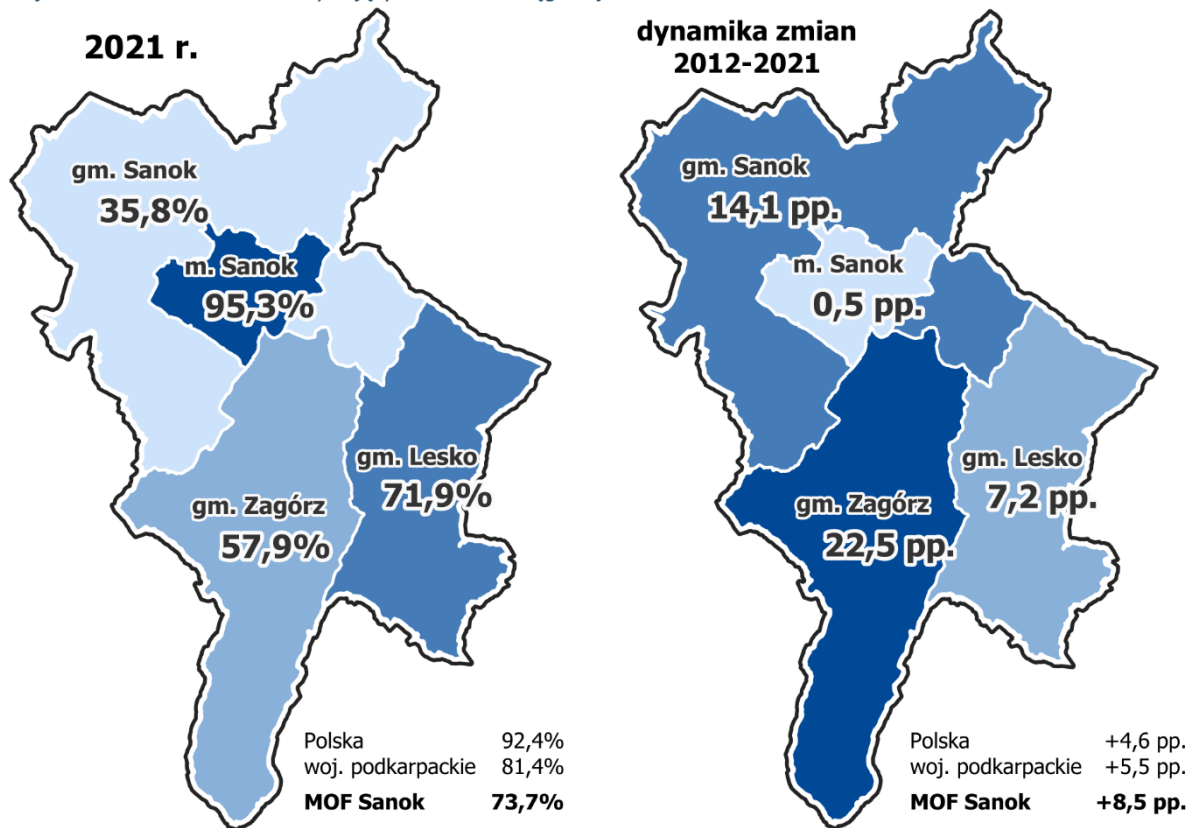 2021 r.
gm. Sanok
35,8%
m. Sanok
95,3%
gm. Lesko
71,9%
gm. Zagórz
57,9%
Polska 92,4%
woj. podkarpackie 81,4%
MOF Sanok 73,7%
dynamika zmian
2012-2021
gm. Sanok
14,1 pp.
m. Sanok
0,5 pp.
gm. Lesko
7,2 pp.
gm. Zagórz
22,5 pp.
Polska +4,6 pp.
woj. podkarpackie +5,5 pp.
MOF Sanok +8,5 pp.